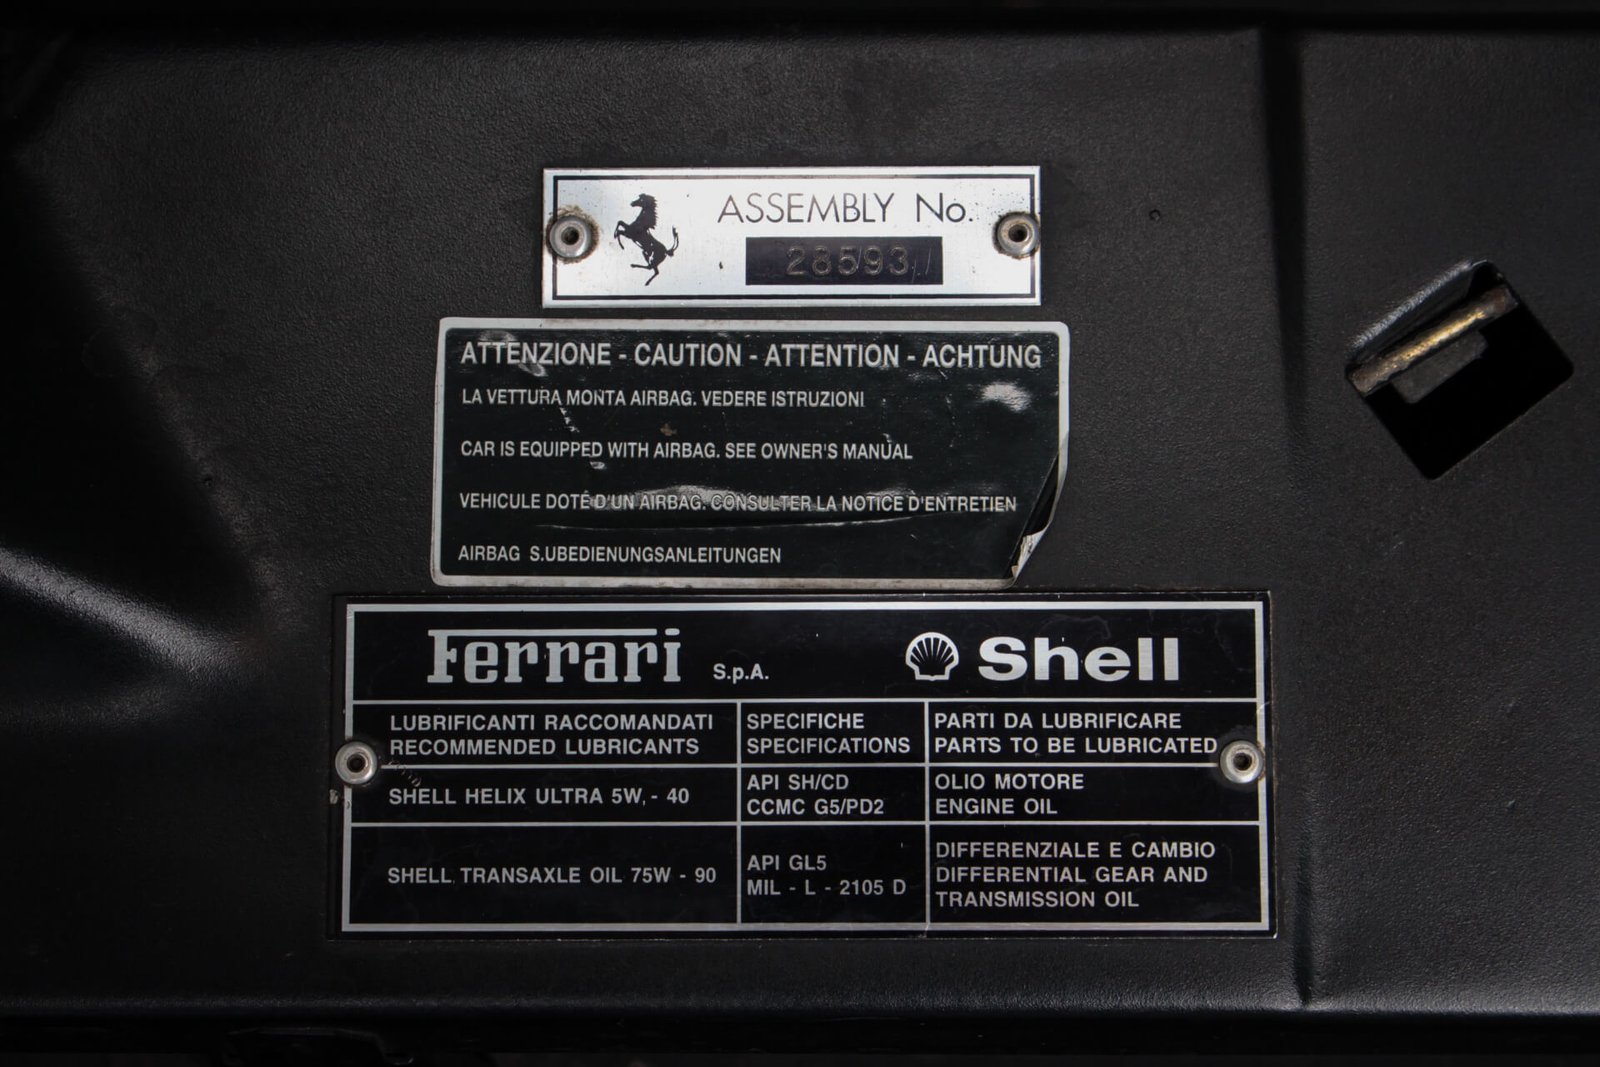 ASSEMBLY No.
28593
ATTENZIONE - CAUTION - ATTENTION - ACHTUNG
LA VETTURA MONTA AIRBAG. VEDERE ISTRUZIONI
CAR IS EQUIPPED WITH AIRBAG. SEE OWNER'S MANUAL
VEHICULE DOTÉ D'UN AIRBAG. CONSULTER LA NOTICE D'ENTRETIEN
AIRBAG S.UBEDIENUNGSANLEITUNGEN
Ferrari S.p.A. Shell
LUBRIFICANTI RACCOMANDATI
RECOMMENDED LUBRICANTS
SPECIFICHE
SPECIFICATIONS
PARTI DA LUBRIFICARE
PARTS TO BE LUBRICATED
SHELL HELIX ULTRA 5W. - 40
API SH/CD
CCMC G5/PD2
OLIO MOTORE
ENGINE OIL
SHELL TRANSAXLE OIL 75W - 90
API GL5
MIL - L - 2105 D
DIFFERENZIALE E CAMBIO
DIFFERENTIAL GEAR AND
TRANSMISSION OIL